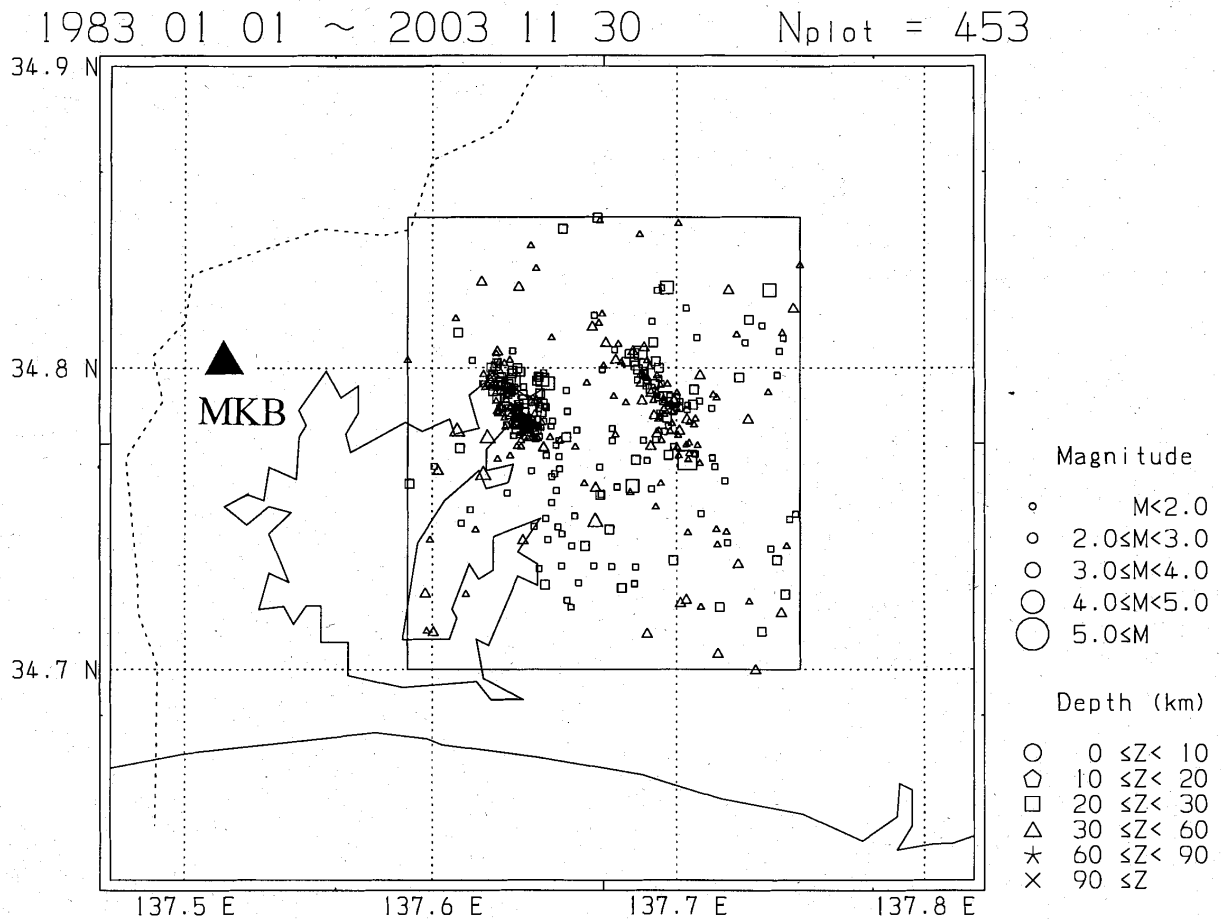 1983 01 01 ~ 2003 11 30 Nplot = 453
34.9 N
34.8 N
MKB
34.7 N
137.5 E 137.6 E 137.7 E 137.8 E
Magnitude
M<2.0
2.0≤M<3.0
3.0≤M<4.0
4.0≤M<5.0
5.0≤M
Depth (km)
0 ≤Z< 10
10 ≤Z< 20
20 ≤Z< 30
30 ≤Z< 60
60 ≤Z< 90
90 ≤Z